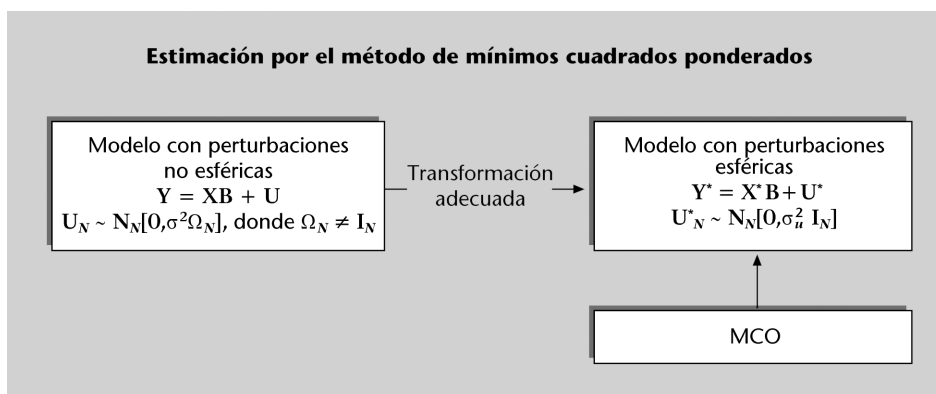 Estimación por el método de mínimos cuadrados ponderados
Modelo con perturbaciones
no esféricas
Y = XB + U
U_N ~ N_N[0,σ²Ω_N], donde Ω_N ≠ I_N
Transformación
adecuada
Modelo con perturbaciones
esféricas
Y* = X* B + U*
U*_N ~ N_N[0,σ²_u I_N]
MCO